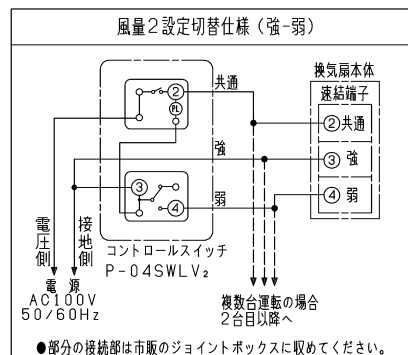 風量2設定切替仕様（強-弱）
換気扇本体
速結端子
共通
②
PL
②共通
強
③
③ 強
弱
④
④ 弱
電圧側
接地側
コントロールスイッチ
P-04SWLV₂
電源
AC100V
50/60Hz
複数台運転の場合
2台目以降へ
●部分の接続部は市販のジョイントボックスに収めてください。